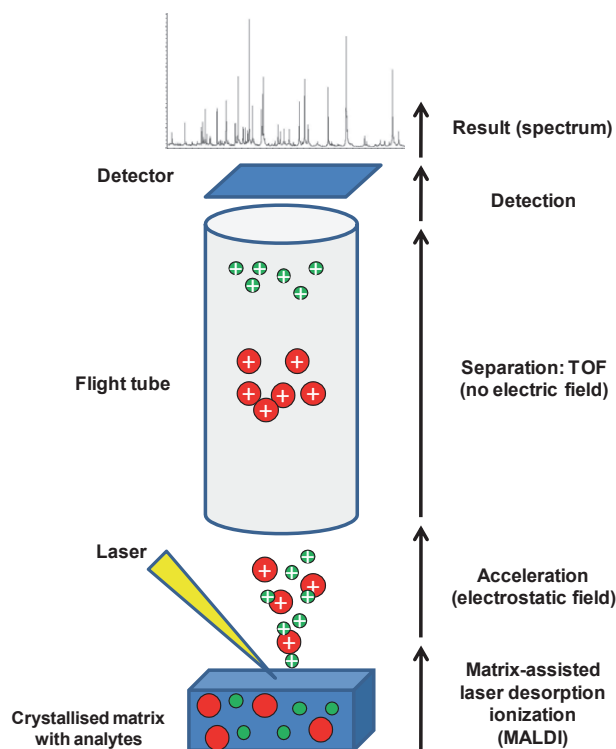 Result (spectrum)
Detector
Detection
Flight tube
Separation: TOF
(no electric field)
Laser
Acceleration
(electrostatic field)
Crystallised matrix
with analytes
Matrix-assisted
laser desorption
ionization
(MALDI)